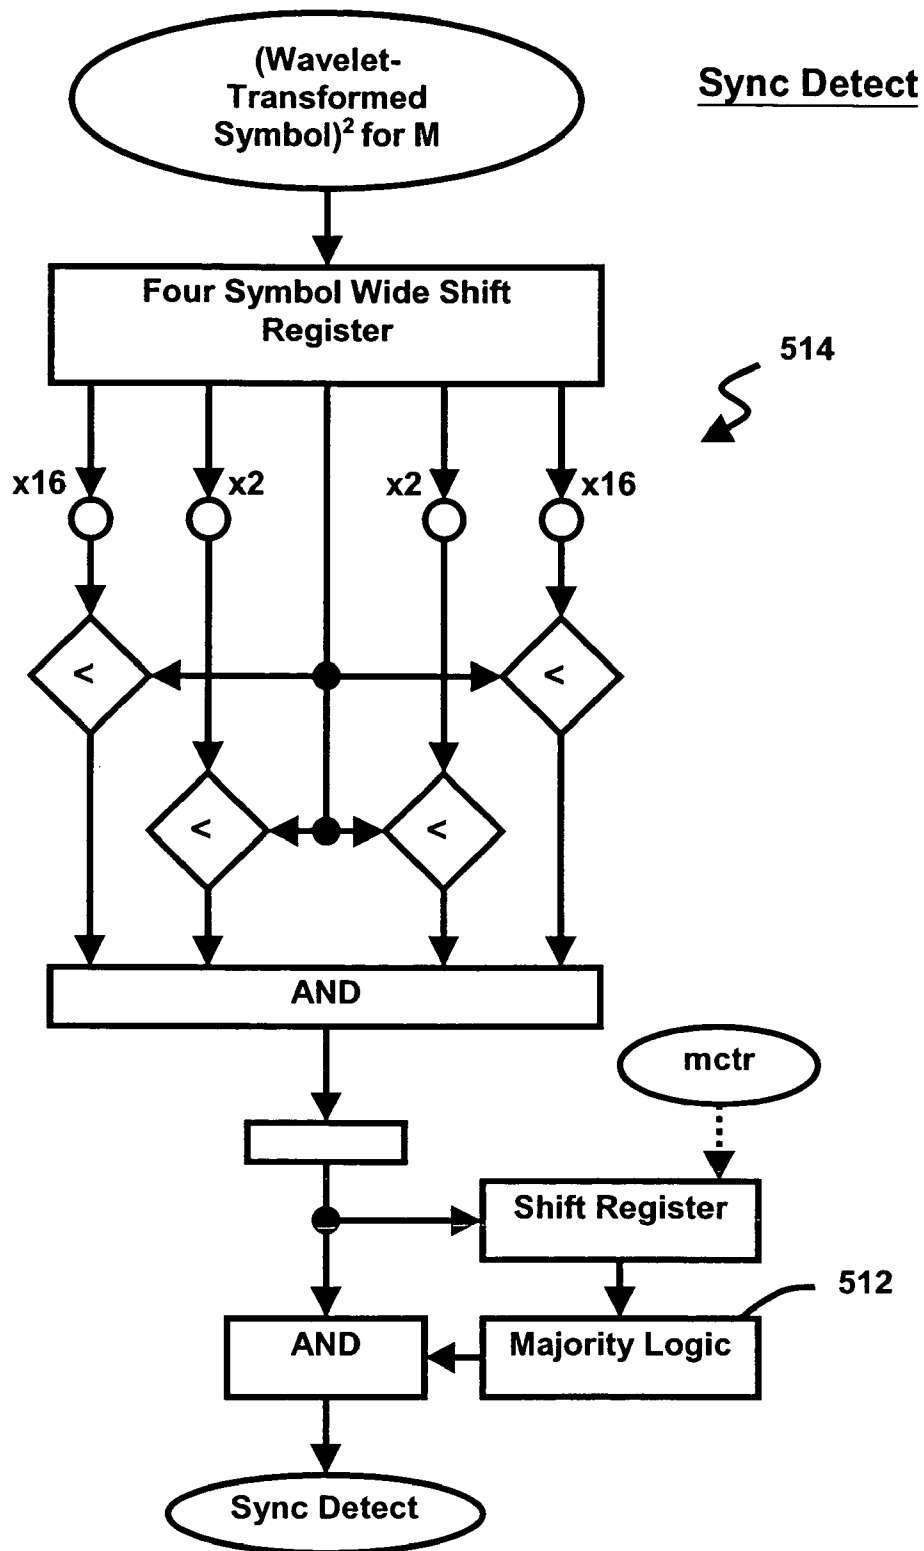 (Wavelet-
Transformed
Symbol)² for M
Sync Detect
Four Symbol Wide Shift
Register
514
x16
x2
x2
x16
<
<
<
<
AND
mctr
Shift Register
512
AND
Majority Logic
Sync Detect